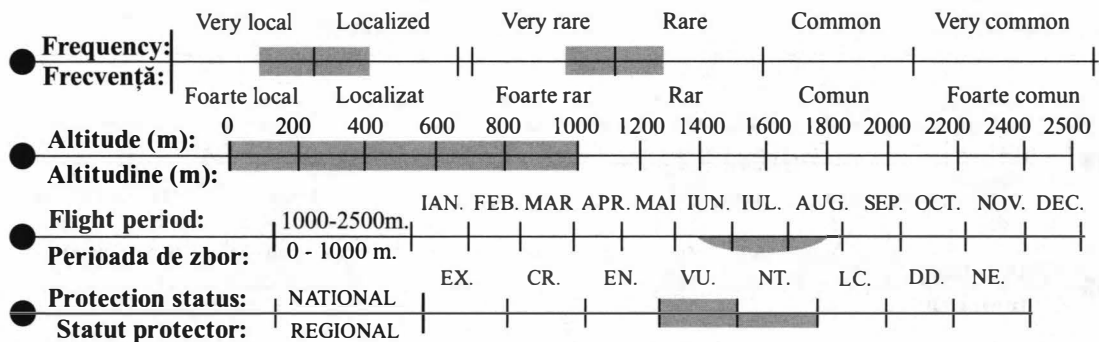 Very local Localized Very rare Rare Common Very common
Frequency:
Frecvență:
Foarte local Localizat Foarte rar Rar Comun Foarte comun
Altitude (m): 0 200 400 600 800 1000 1200 1400 1600 1800 2000 2200 2400 2500
Altitudine (m):
IAN. FEB. MAR APR. MAI IUN. IUL. AUG. SEP. OCT. NOV. DEC.
Flight period: 1000-2500m.
Perioada de zbor: 0 - 1000 m.
EX. CR. EN. VU. NT. LC. DD. NE.
Protection status: NATIONAL
Statut protector: REGIONAL